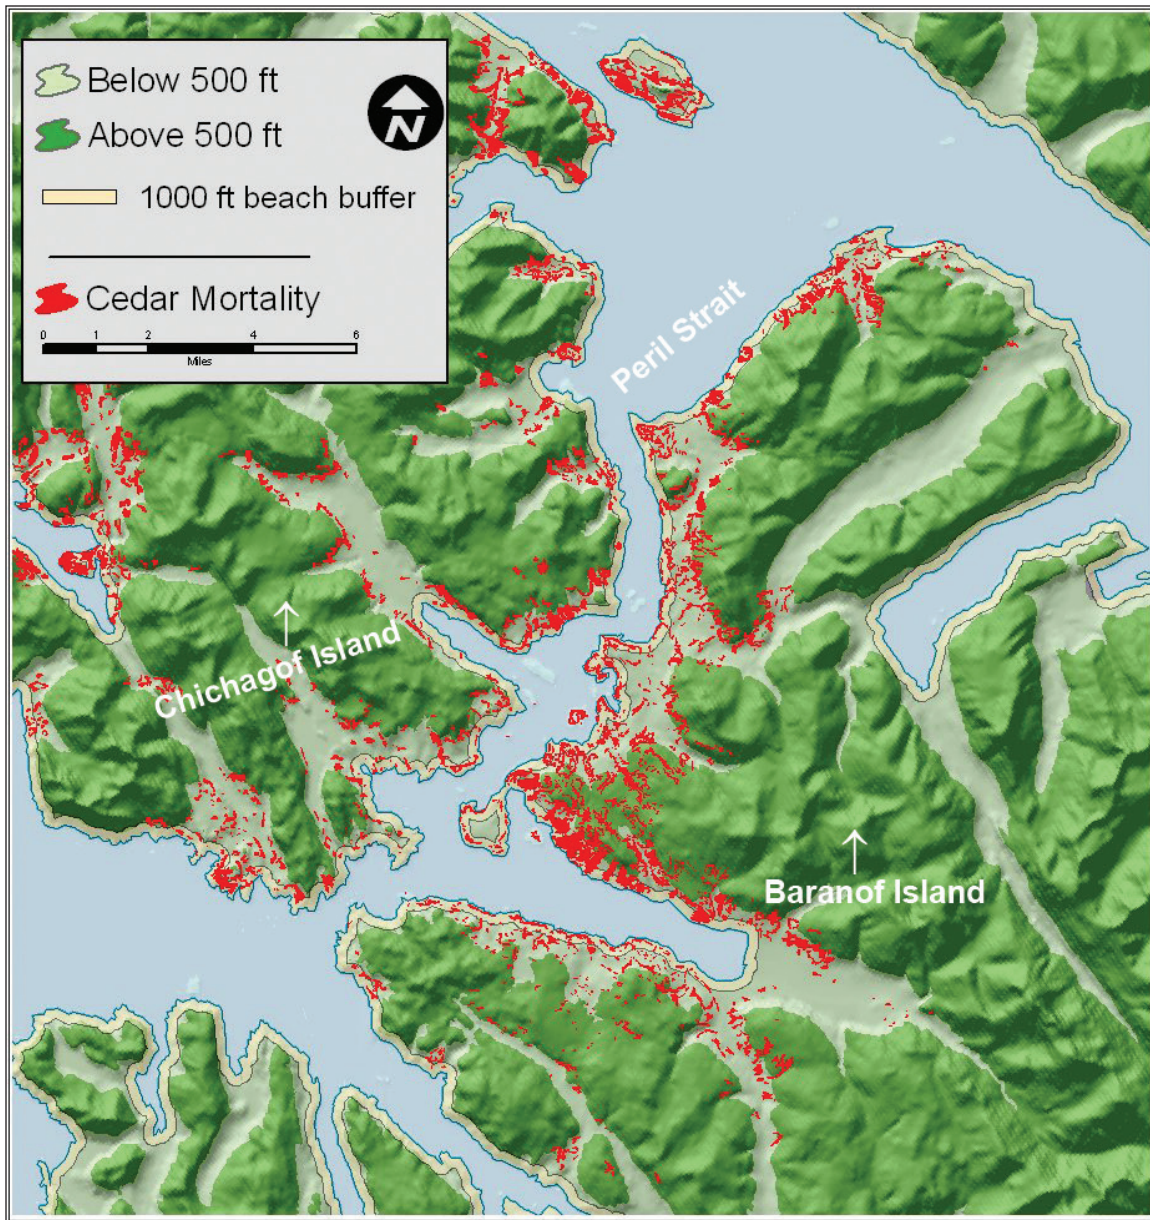 Below 500 ft
Above 500 ft
N
1000 ft beach buffer
Cedar Mortality
0 1 2 4 6
Miles
Peril Strait
Chichagof Island
Baranof Island